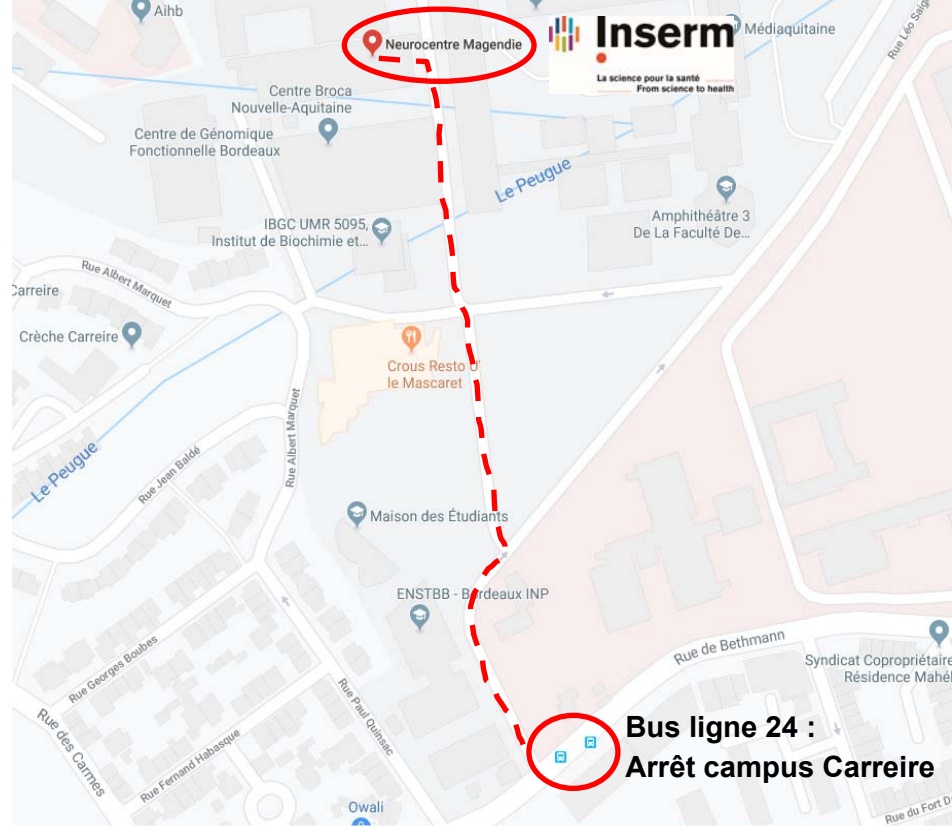 Aihb
Neurocentre Magendie
Inserm
La science pour la santé
From science to health
Médiaquitaine
Rue Léo Saig
Centre Broca
Nouvelle-Aquitaine
Centre de Génomique
Fonctionnelle Bordeaux
Le Peugue
IBGC UMR 5095,
Institut de Biochimie et...
Amphithéâtre 3
De La Faculté De...
Rue Albert Marquet
Carreire
Crèche Carreire
Crous Resto U'
le Mascaret
Rue Albert Marquet
Le Peugue
Rue Jean Baldé
Maison des Étudiants
ENSTBB - Bordeaux INP
Rue de Bethmann
Syndicat Copropriétaire
Résidence Mahé
Rue Georges Boubes
Rue Paul Quinsac
Rue des Carmes
Rue Fernand Habasque
Bus ligne 24 :
Arrêt campus Carreire
Owali
Rue du Fort D